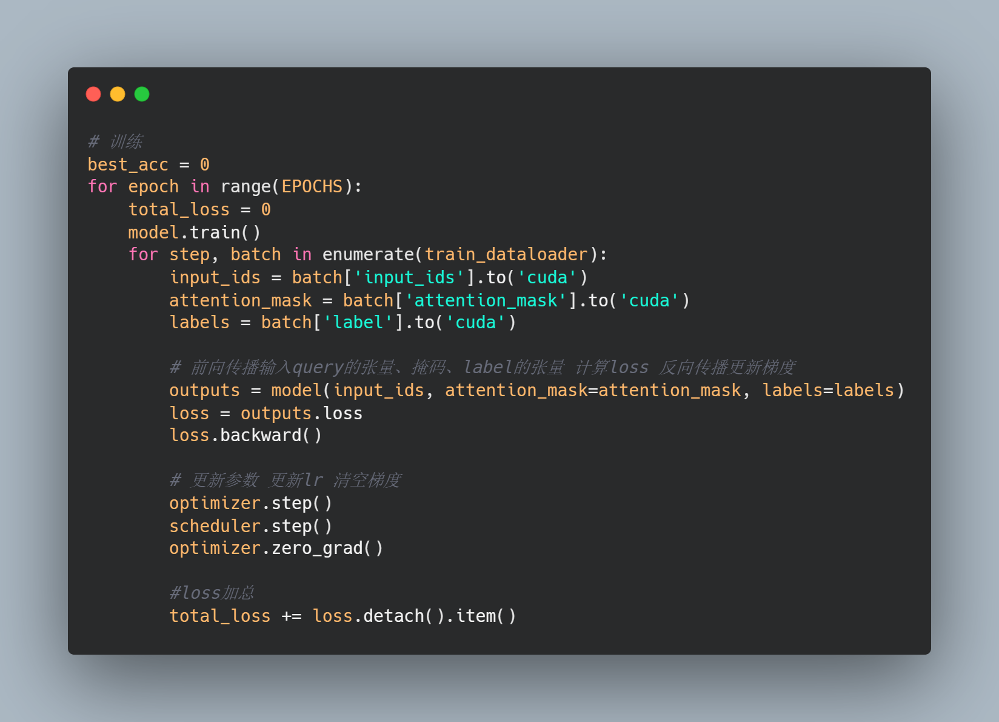 # 训练
best_acc = 0
for epoch in range(EPOCHS):
    total_loss = 0
    model.train()
    for step, batch in enumerate(train_dataloader):
        input_ids = batch['input_ids'].to('cuda')
        attention_mask = batch['attention_mask'].to('cuda')
        labels = batch['label'].to('cuda')

        # 前向传播输入query的张量、掩码、label的张量 计算loss 反向传播更新梯度
        outputs = model(input_ids, attention_mask=attention_mask, labels=labels)
        loss = outputs.loss
        loss.backward()

        # 更新参数 更新lr 清空梯度
        optimizer.step()
        scheduler.step()
        optimizer.zero_grad()

        #loss加总
        total_loss += loss.detach().item()